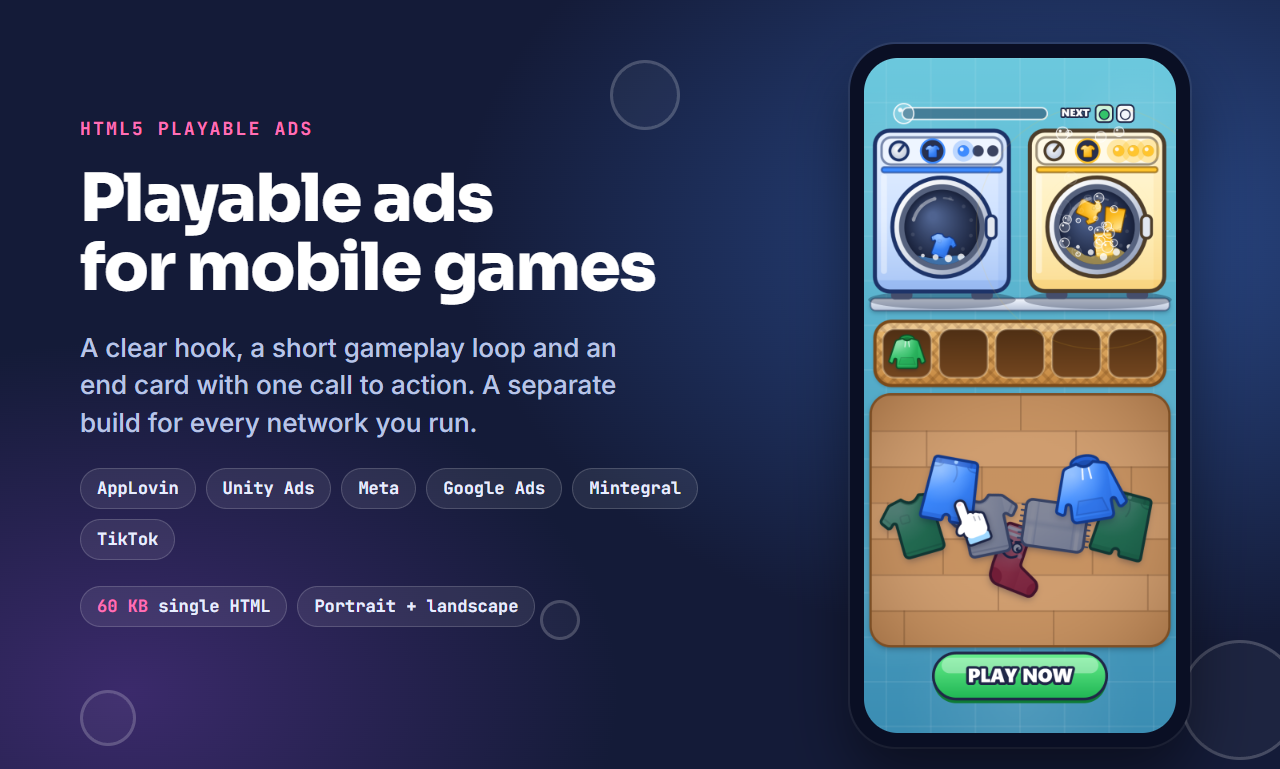 HTML5 PLAYABLE ADS
Playable ads
for mobile games
A clear hook, a short gameplay loop and an
end card with one call to action. A separate
build for every network you run.
AppLovin
Unity Ads
Meta
Google Ads
Mintegral
TikTok
60 KB single HTML
Portrait + landscape
NEXT
PLAY NOW